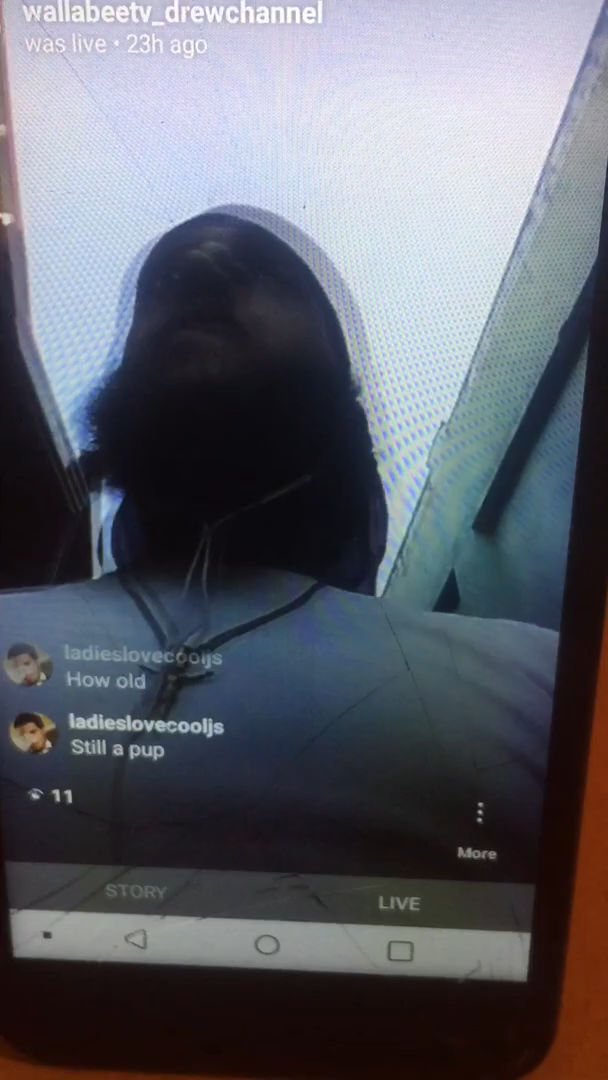 wallabeetv_drewchannel
was live • 23h ago
ladieslovecooljs
How old
ladieslovecooljs
Still a pup
11
More
STORY
LIVE